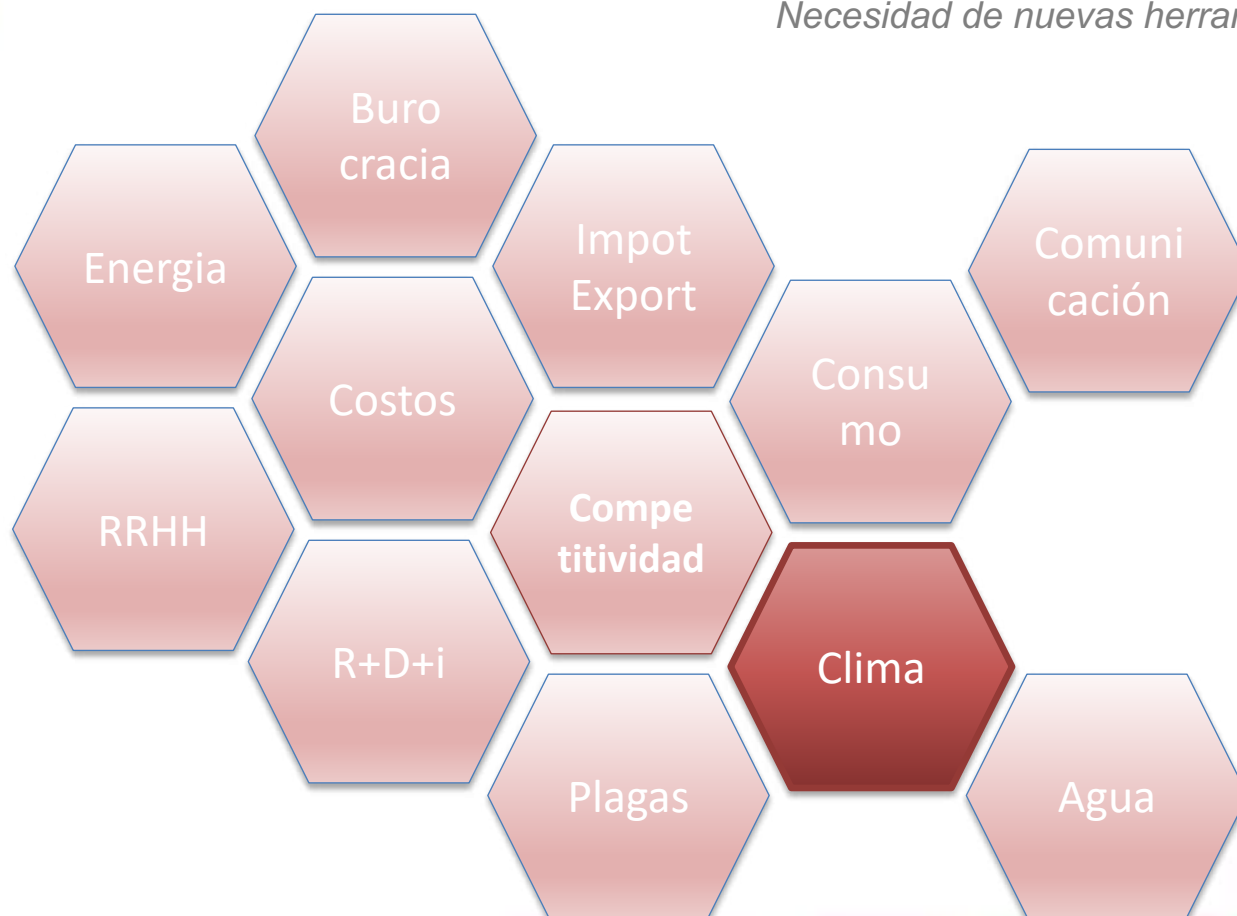 Necesidad de nuevas
Buro
cracia
Energia
Impot
Export
Comuni
cación
Costos
Consu
mo
RRHH
Compe
titividad
R+D+i
Clima
Plagas
Agua